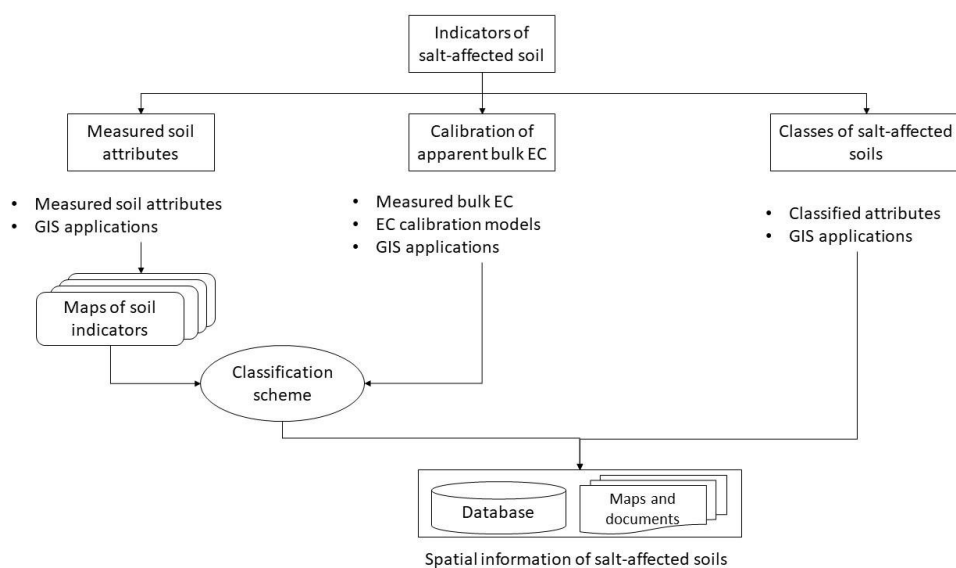 Indicators of
salt-affected soil
Measured soil
attributes
Calibration of
apparent bulk EC
Classes of salt-affected
soils
• Measured soil attributes
• GIS applications
• Measured bulk EC
• EC calibration models
• GIS applications
• Classified attributes
• GIS applications
Maps of soil
indicators
Classification
scheme
Database
Maps and
documents
Spatial information of salt-affected soils